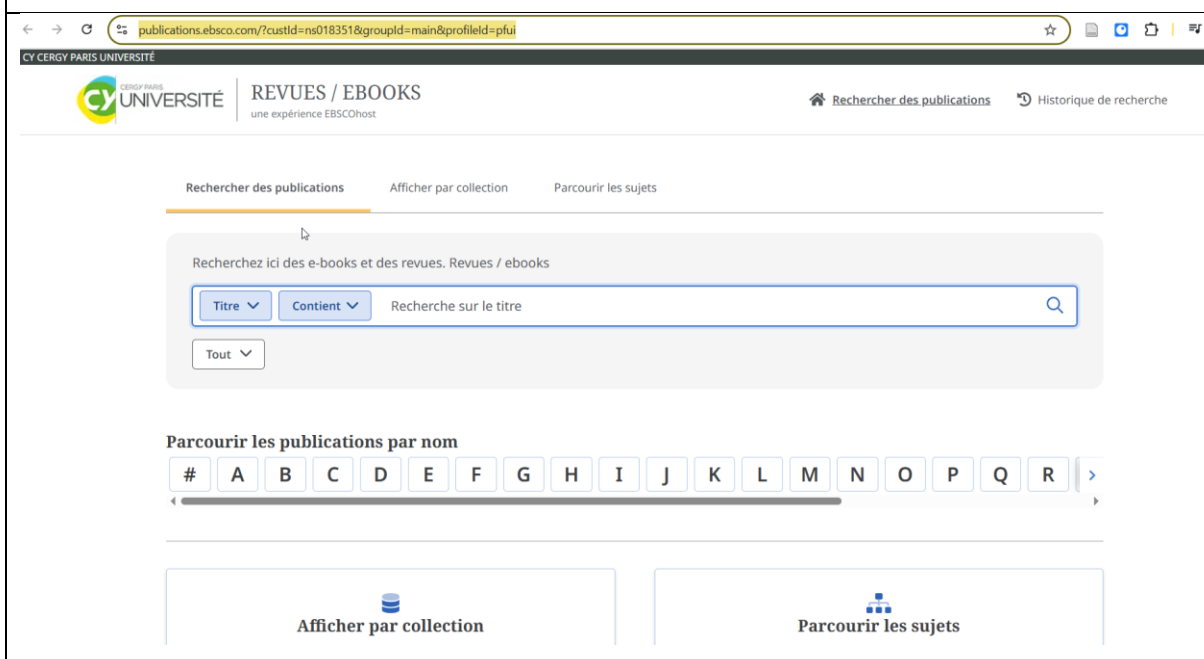 publications.ebsco.com/?custId=ns018351&groupId=main&profileId=pfui
CY CERGY PARIS UNIVERSITÉ
CERGY PARIS
CY UNIVERSITÉ
REVUES / EBOOKS
une expérience EBSCOhost
Rechercher des publications
Historique de recherche
Rechercher des publications
Afficher par collection
Parcourir les sujets
Recherchez ici des e-books et des revues. Revues / ebooks
Titre
Contient
Recherche sur le titre
Tout
Parcourir les publications par nom
# A B C D E F G H I J K L M N O P Q R
Afficher par collection
Parcourir les sujets